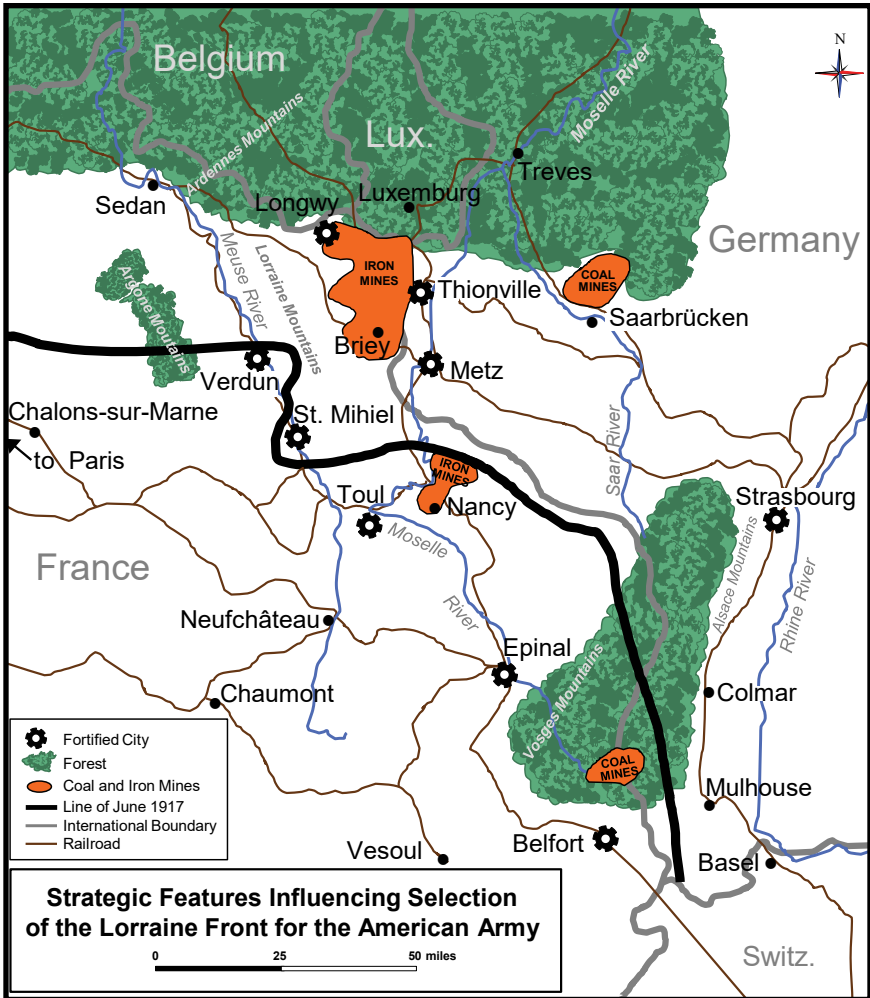 N
Belgium
Ardennes Mountains
Lux.
Moselle River
Treves
Sedan
Longwy
Luxemburg
Germany
Meuse River
Lorraine Mountains
IRON
MINES
COAL
MINES
Argone Moutains
Thionville
Saarbrücken
Briey
Verdun
Metz
Chalons-sur-Marne
St. Mihiel
to Paris
IRON
MINES
Saar River
Toul
Nancy
Strasbourg
Moselle
River
France
Alsace Mountains
Rhine River
Neufchâteau
Epinal
Chaumont
Vosges Mountains
Colmar
COAL
MINES
Mulhouse
Fortified City
Forest
Coal and Iron Mines
Line of June 1917
International Boundary
Railroad
Vesoul
Belfort
Basel
Strategic Features Influencing Selection
of the Lorraine Front for the American Army
0 25 50 miles
Switz.